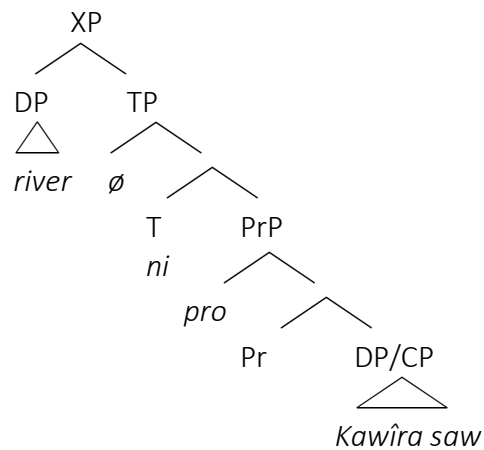 XP
DP TP
river ø
T PrP
ni
pro
Pr DP/CP
Kawîra saw